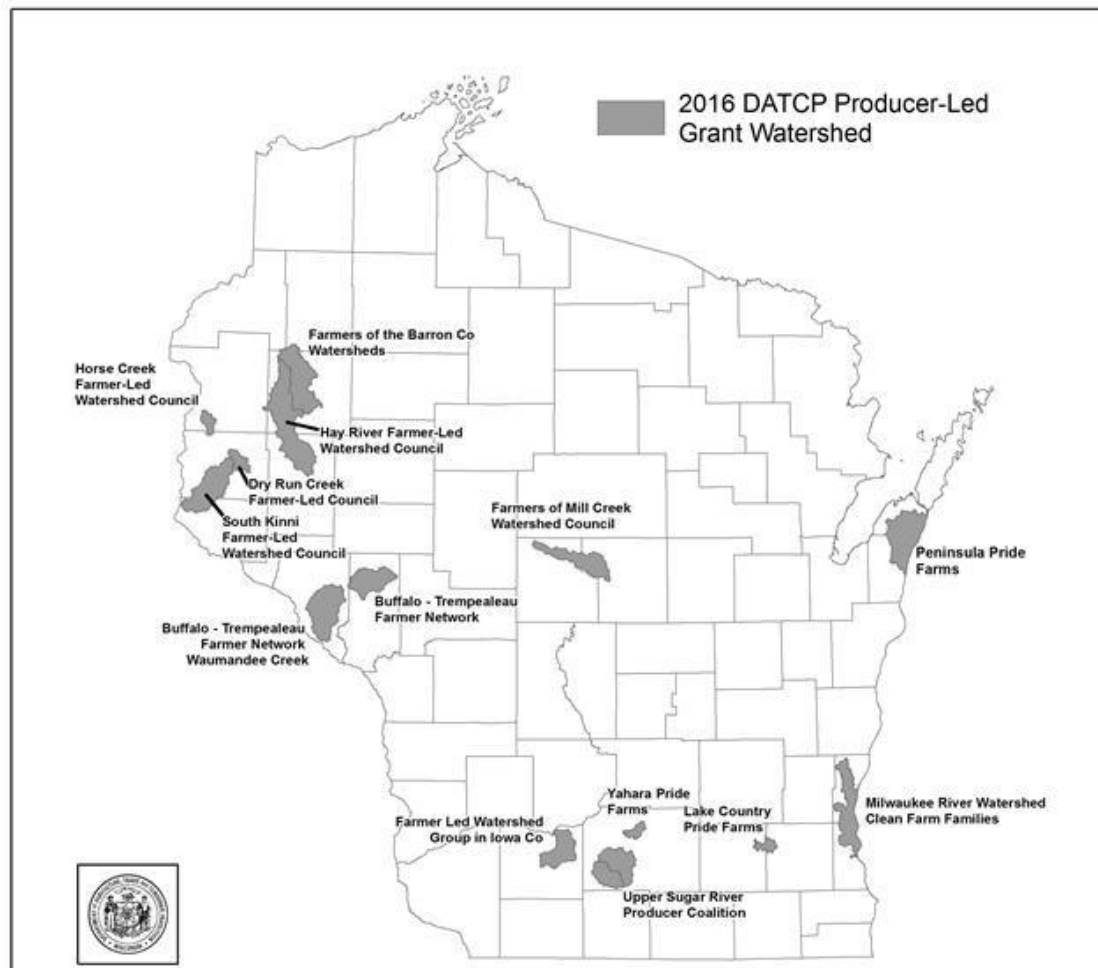 2016 DATCP Producer-Led
Grant Watershed
Farmers of the Barron Co
Watersheds
Horse Creek
Farmer-Led
Watershed Council
Hay River Farmer-Led
Watershed Council
Dry Run Creek
Farmer-Led Council
South Kinni
Farmer-Led
Watershed Council
Farmers of Mill Creek
Watershed Council
Peninsula Pride
Farms
Buffalo - Trempealeau
Farmer Network
Buffalo - Trempealeau
Farmer Network
Waumandee Creek
Yahara Pride
Farms
Lake Country
Pride Farms
Milwaukee River Watershed
Clean Farm Families
Farmer Led Watershed
Group in Iowa Co
Upper Sugar River
Producer Coalition